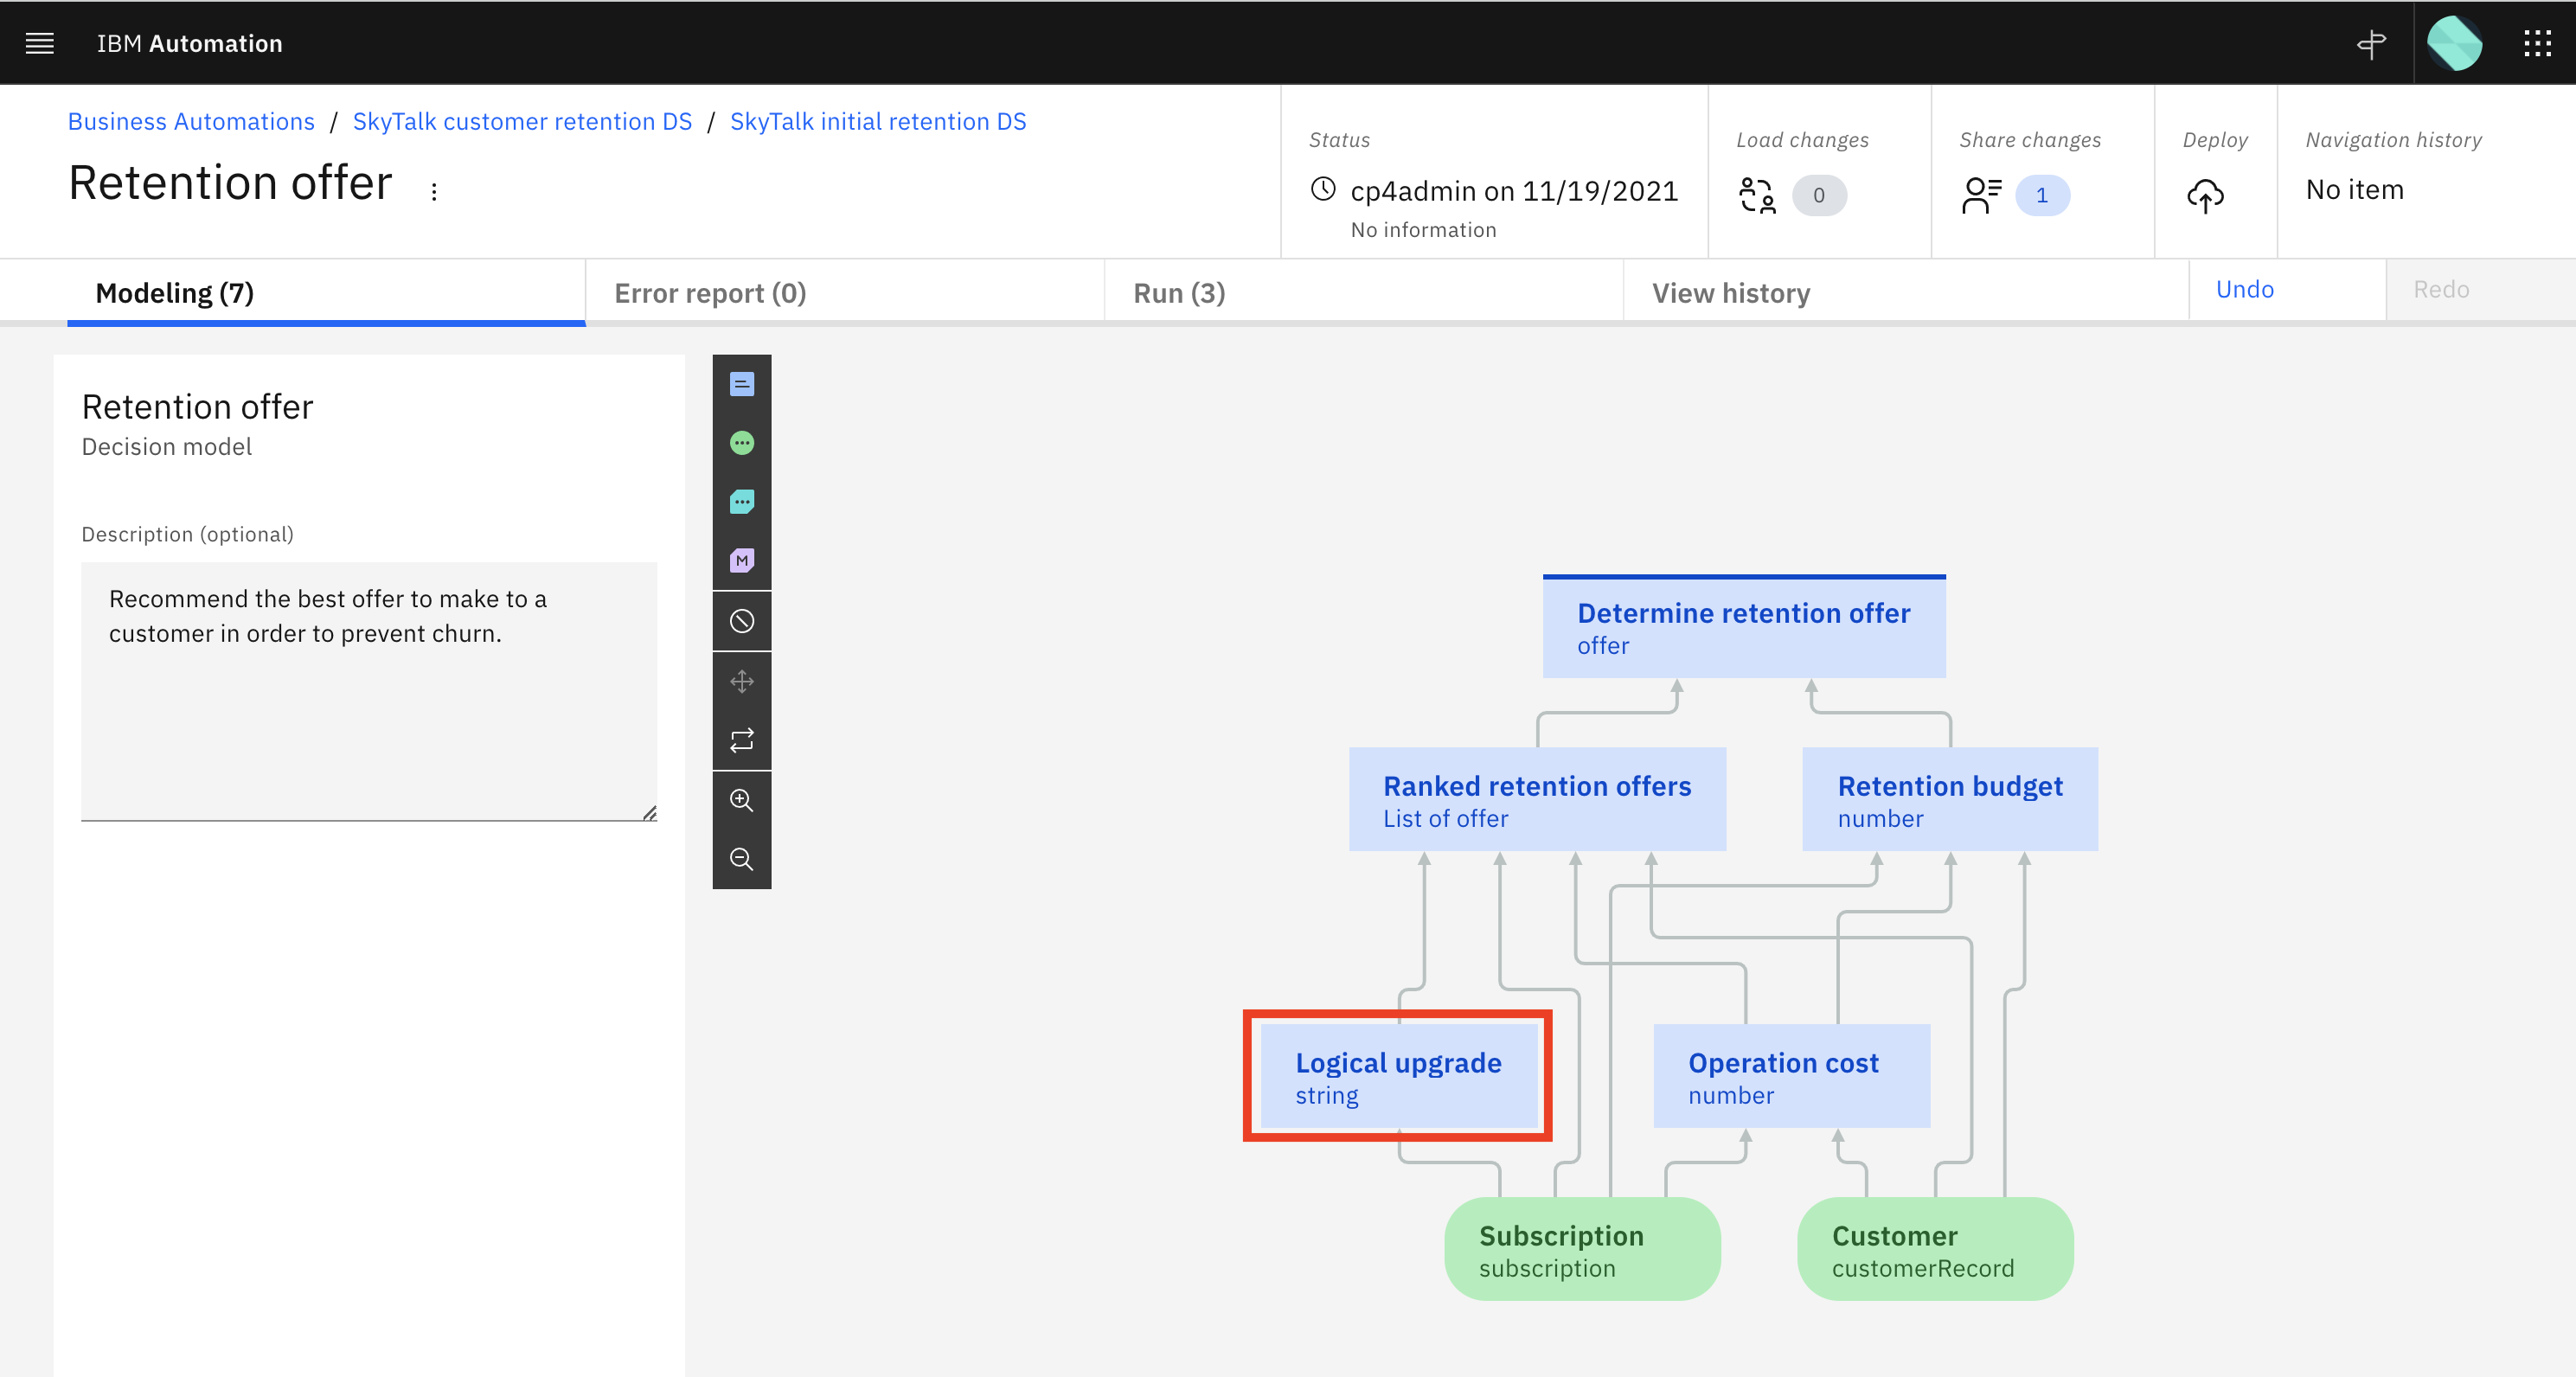 IBM Automation
Business Automations / SkyTalk customer retention DS / SkyTalk initial retention DS
Retention offer
Status
cp4admin on 11/19/2021
No information
Load changes
0
Share changes
1
Deploy
Navigation history
No item
Modeling (7)
Error report (0)
Run (3)
View history
Undo
Redo
Retention offer
Decision model
Description (optional)
Recommend the best offer to make to a
customer in order to prevent churn.
M
Determine retention offer
offer
Ranked retention offers
List of offer
Retention budget
number
Logical upgrade
string
Operation cost
number
Subscription
subscription
Customer
customerRecord